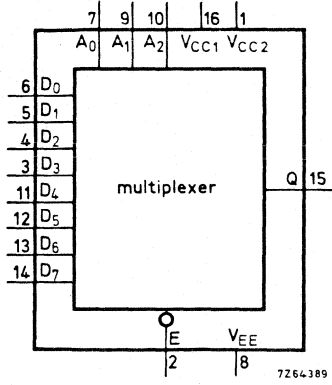 7 9 10 16 1
A0 A1 A2 VCC1 VCC2
6 D0
5 D1
4 D2
3 D3
11 D4
12 D5
13 D6
14 D7
multiplexer
Q 15
E VEE
2 8
7Z64389